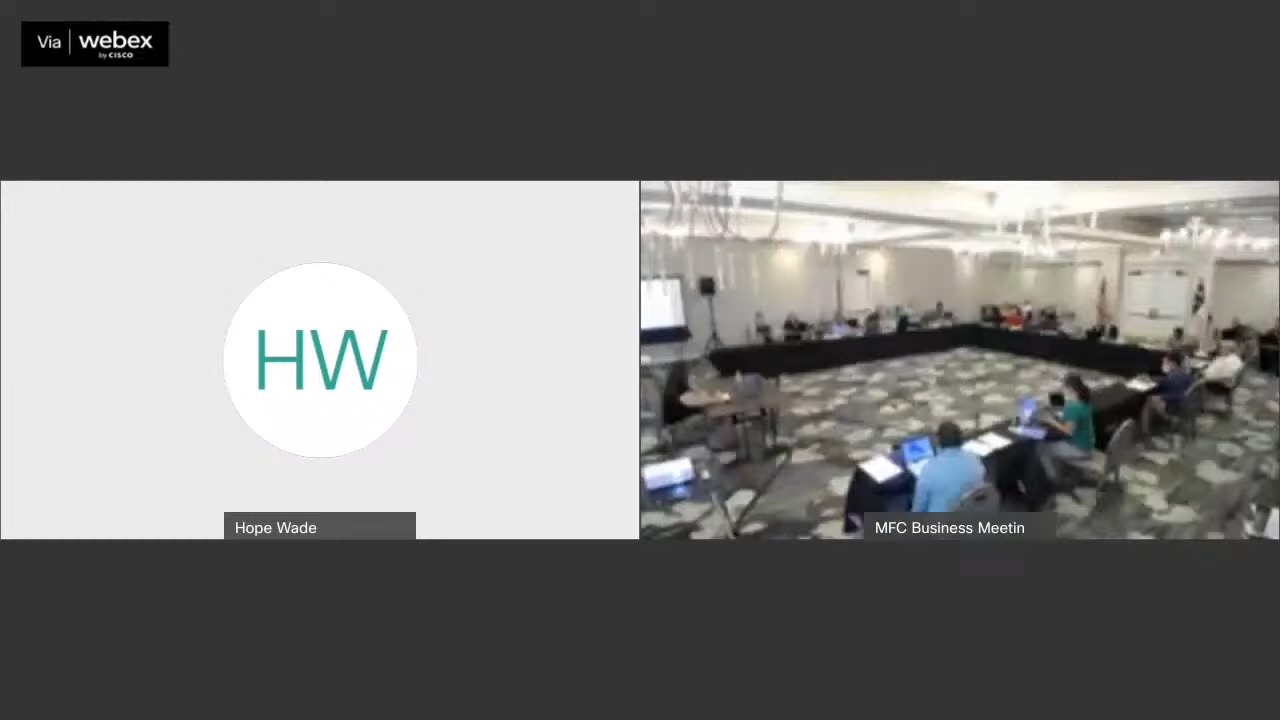 Via webex
by CISCO
HW
Hope Wade
MFC Business Meetin